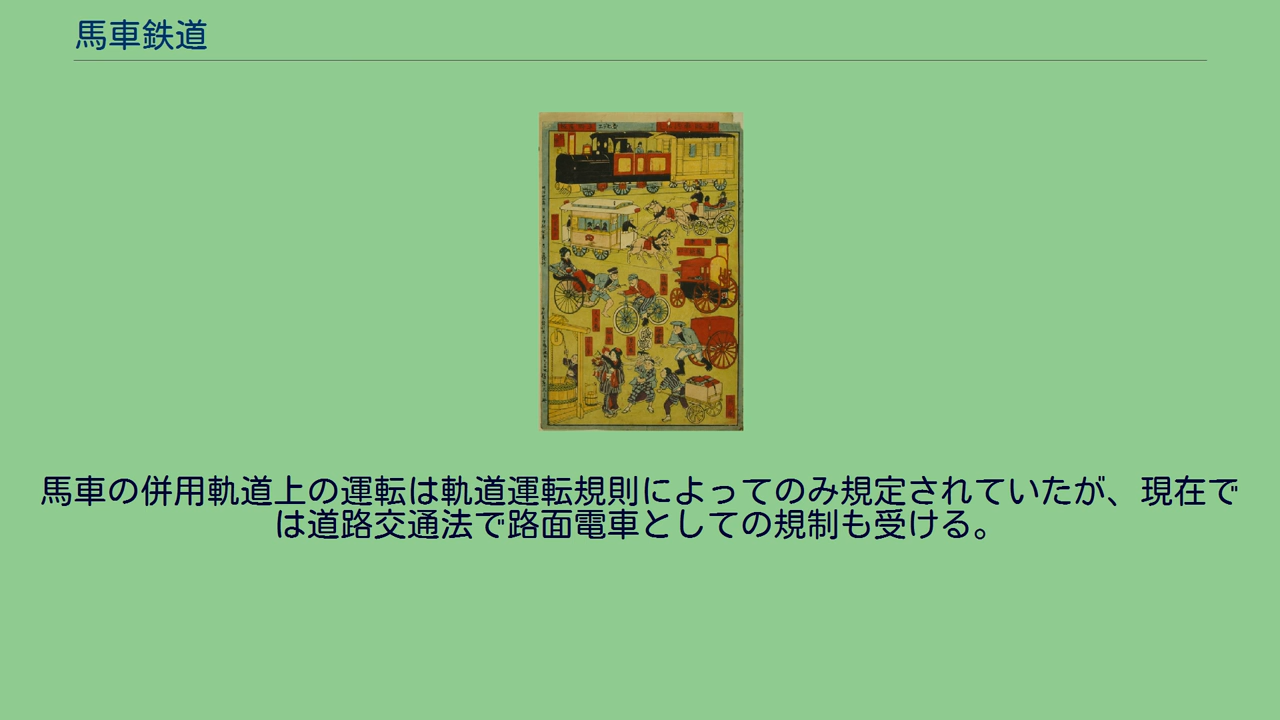 馬車鉄道
馬車の併用軌道上の運転は軌道運転規則によってのみ規定されていたが、現在で
は道路交通法で路面電車としての規制も受ける。